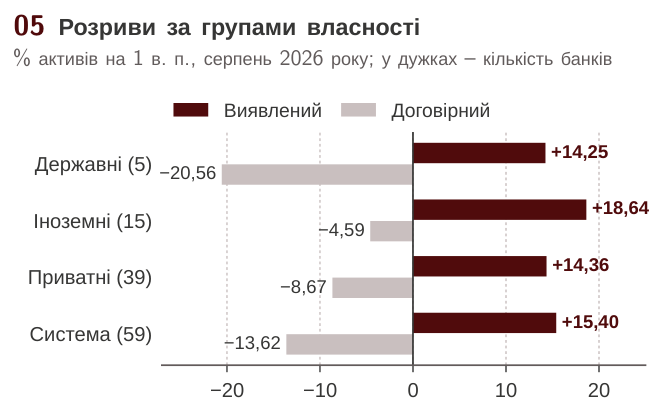 05 Розриви за групами власності
% активів на 1 в. п., серпень 2026 року; у дужках – кількість банків
Виявлений Договірний
Державні (5) −20,56 +14,25
Іноземні (15) −4,59 +18,64
Приватні (39) −8,67 +14,36
Система (59) −13,62 +15,40
−20 −10 0 10 20